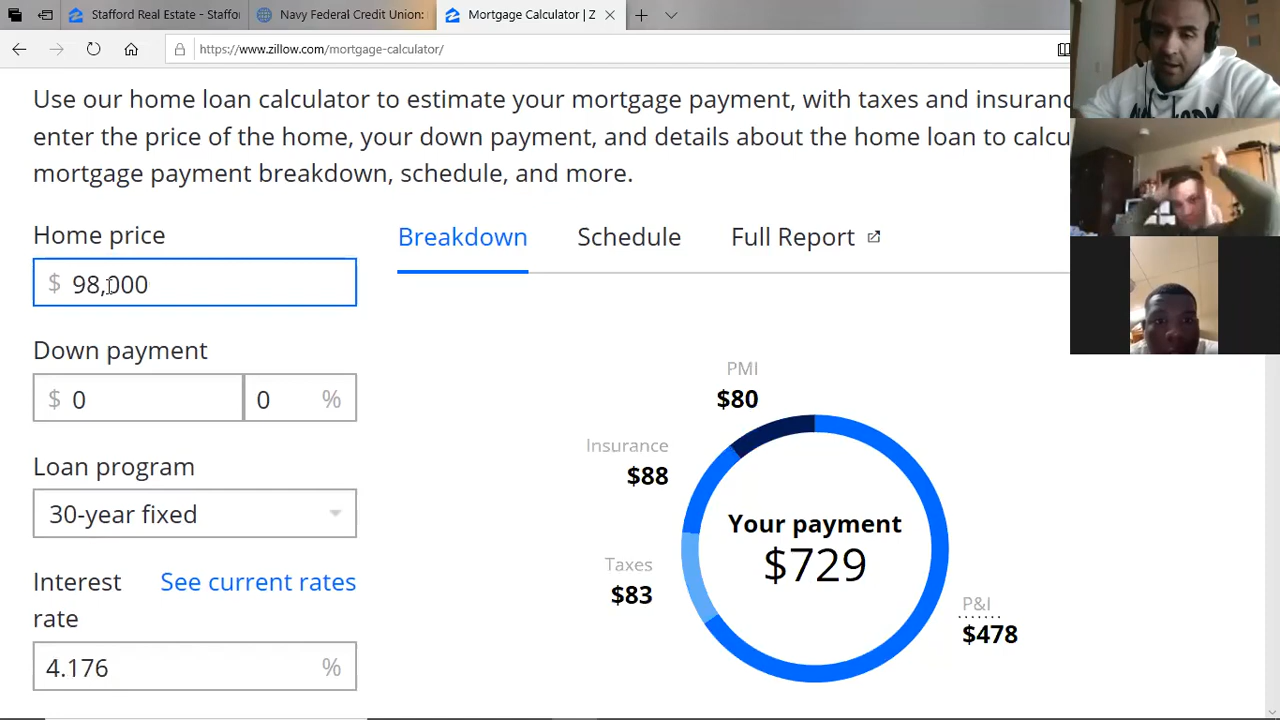 Stafford Real Estate - Staffor
Navy Federal Credit Union:
Mortgage Calculator | Z
https://www.zillow.com/mortgage-calculator/
Use our home loan calculator to estimate your mortgage payment, with taxes and insuranc
enter the price of the home, your down payment, and details about the home loan to calcu
mortgage payment breakdown, schedule, and more.
Home price
$ 98,000
Breakdown
Schedule
Full Report
Down payment
$ 0
0 %
Loan program
30-year fixed
Interest rate
See current rates
4.176 %
PMI
$80
Insurance
$88
Taxes
$83
Your payment
$729
P&I
$478